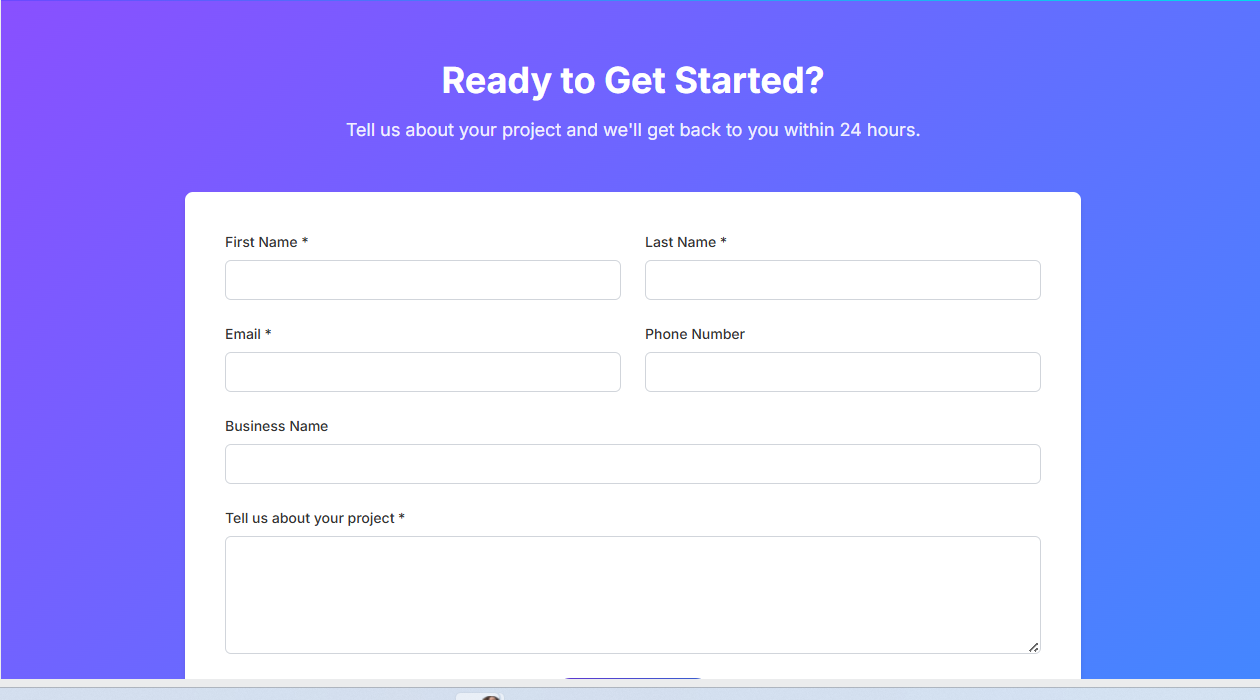 Ready to Get Started?
Tell us about your project and we'll get back to you within 24 hours.
First Name *
Last Name *
Email *
Phone Number
Business Name
Tell us about your project *